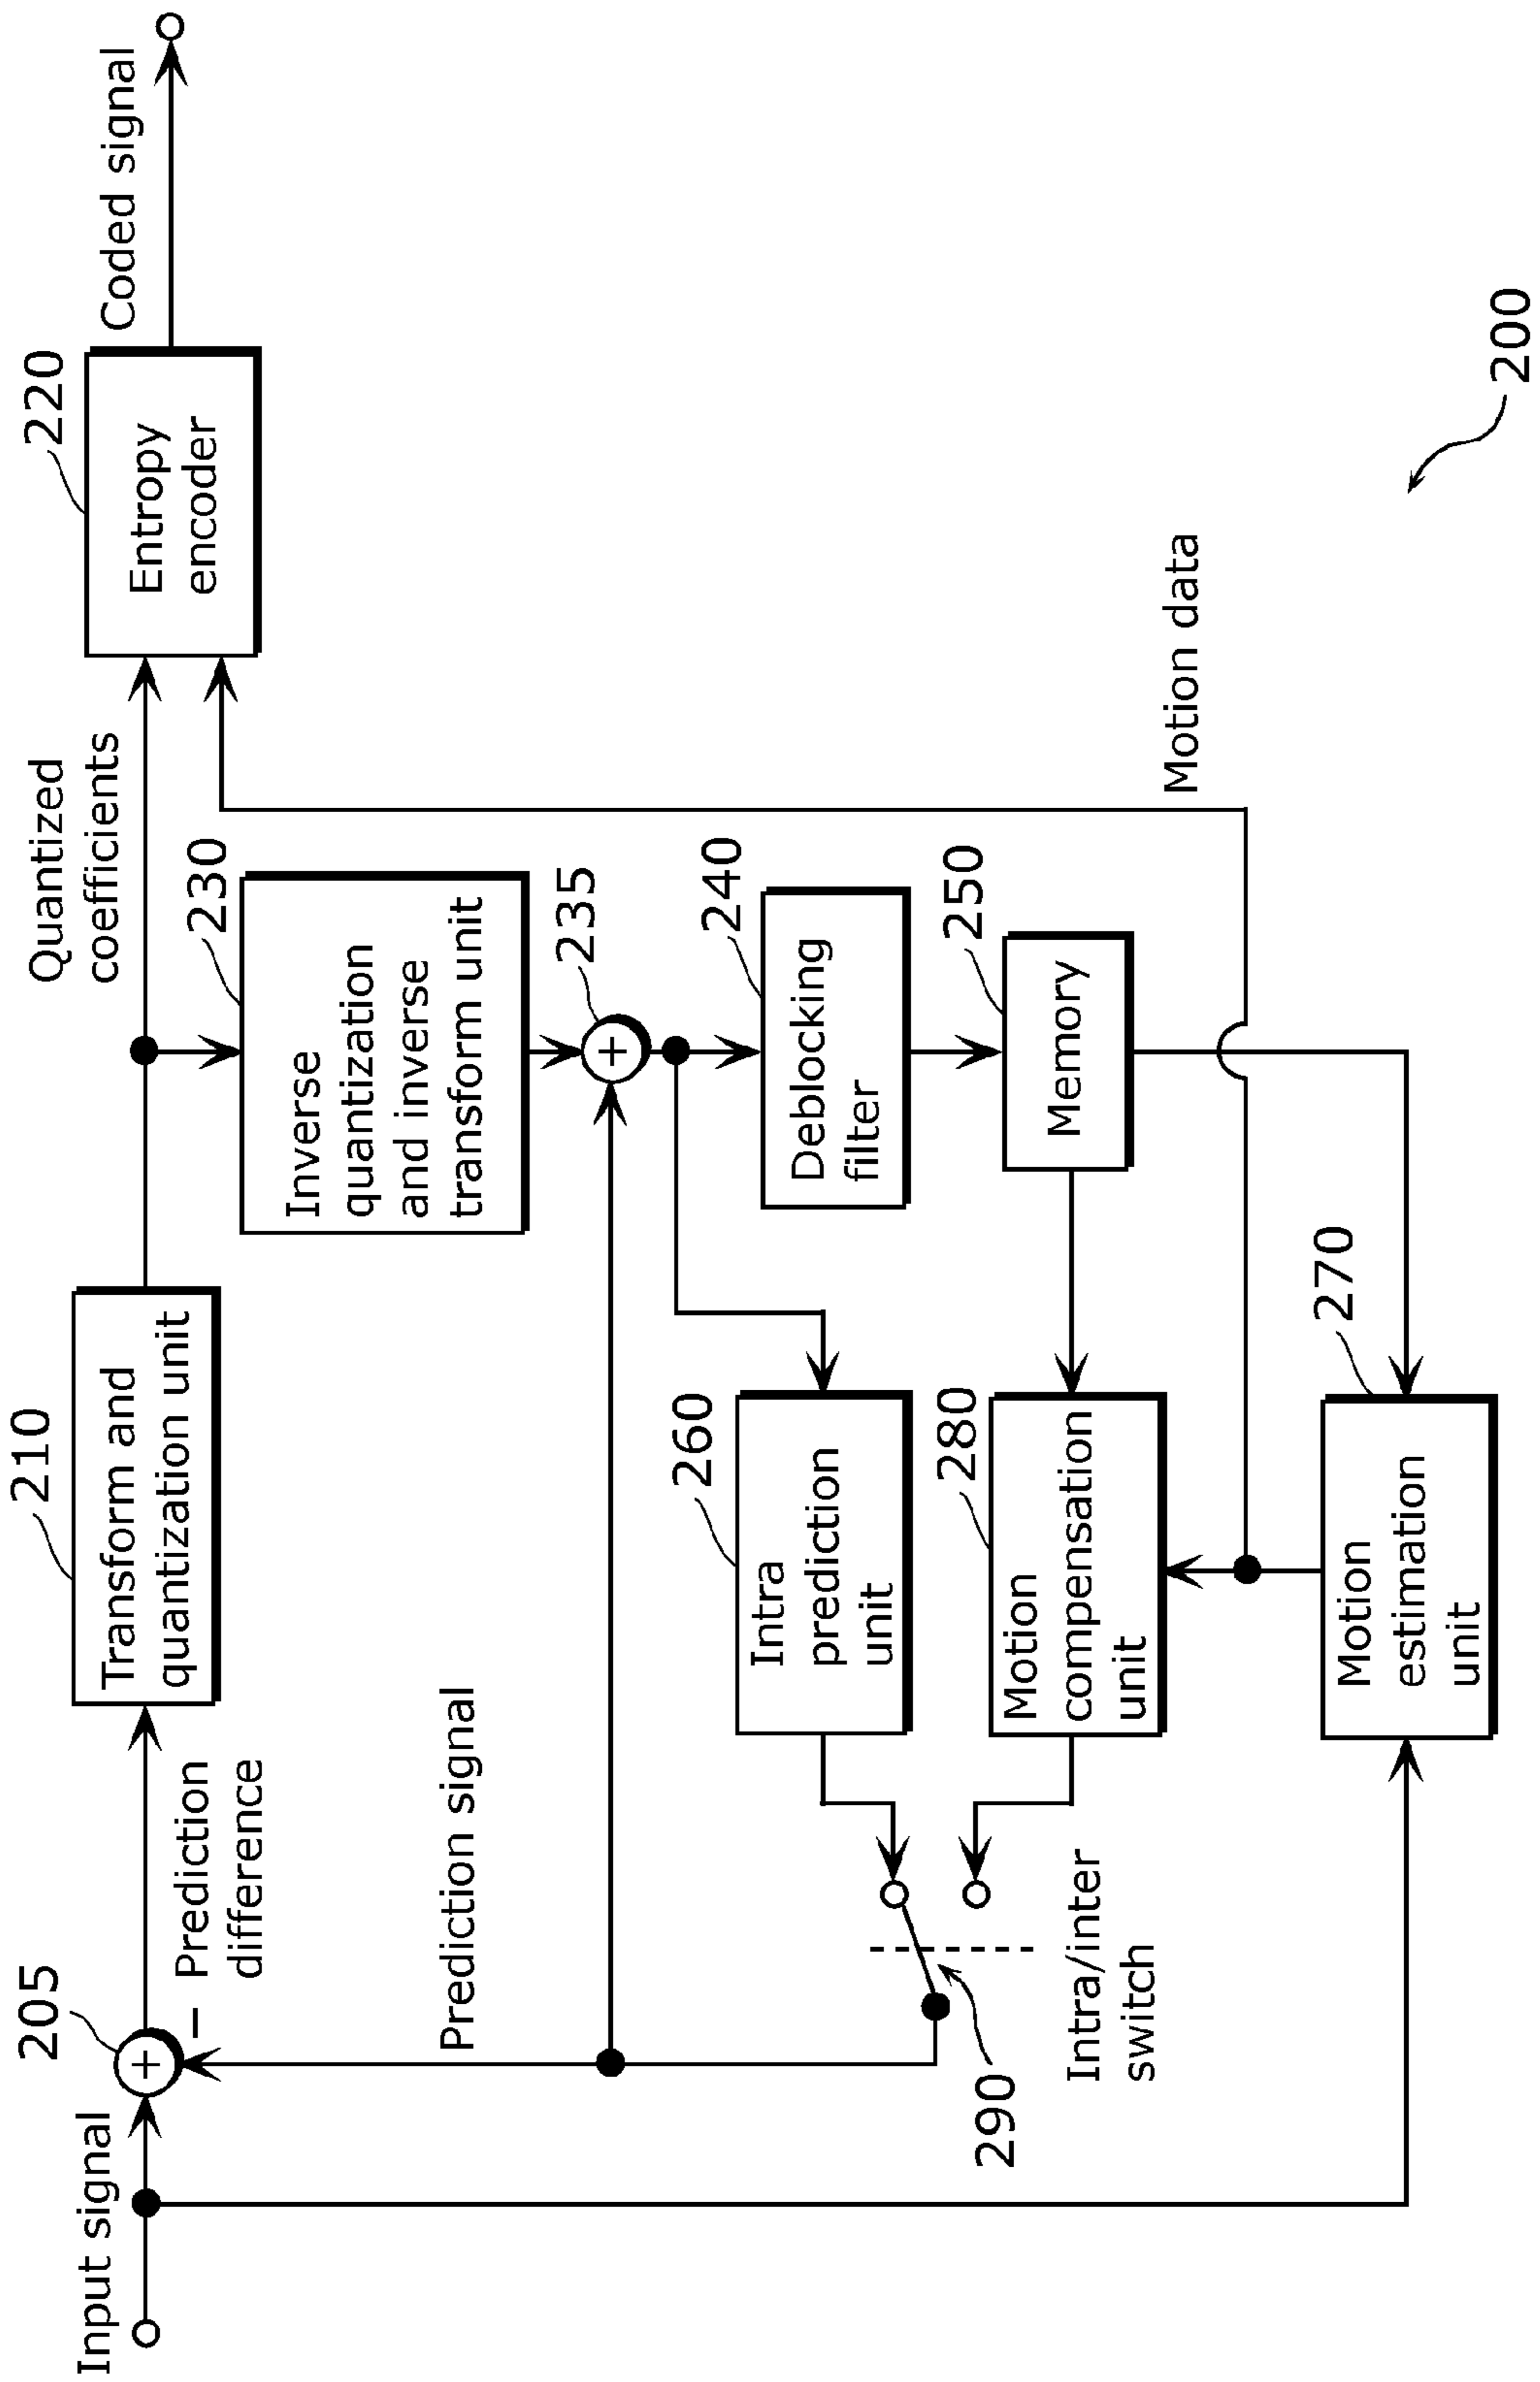 Input signal
205
+
−
Prediction
difference
210
Transform and
quantization unit
Quantized
coefficients
220
Entropy
encoder
Coded signal
230
Inverse
quantization
and inverse
transform unit
Prediction signal
235
+
240
Deblocking
filter
250
Memory
260
Intra
prediction
unit
280
Motion
compensation
unit
290
Intra/inter
switch
270
Motion
estimation
unit
Motion data
200